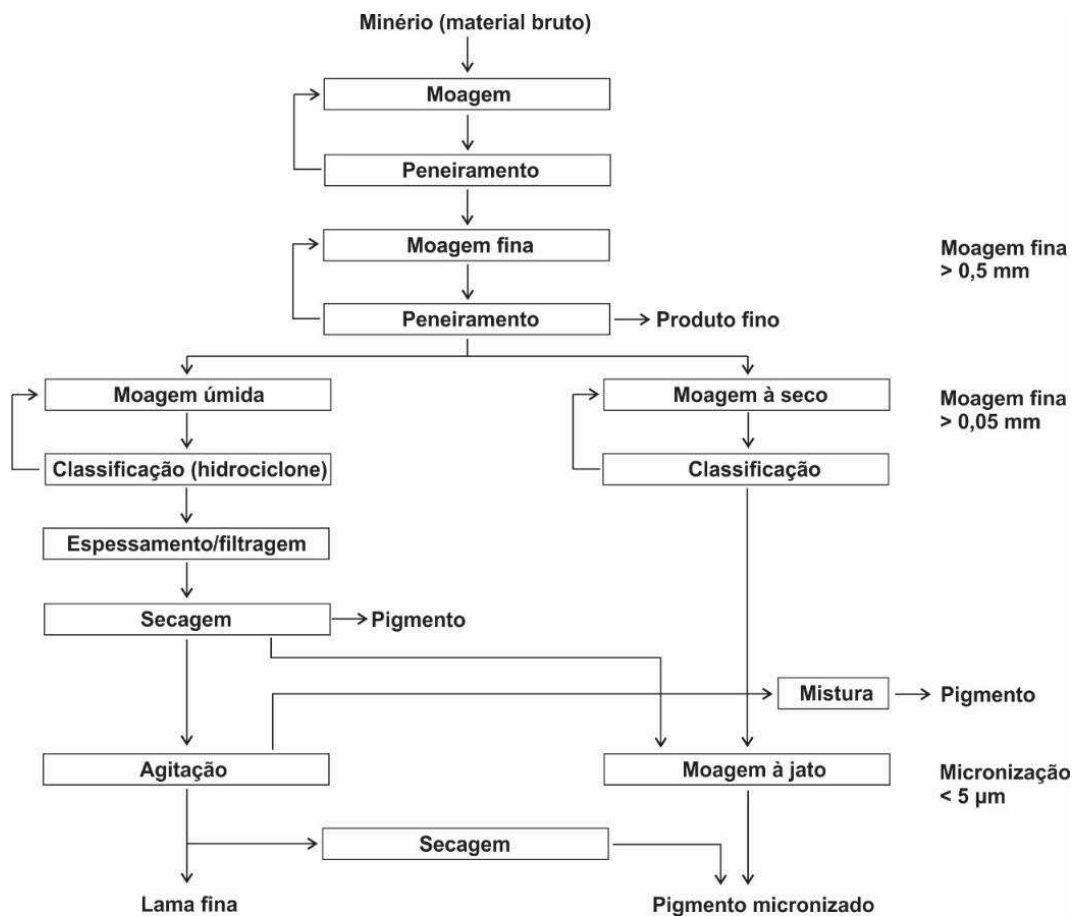 Minério (material bruto)
Moagem
Peneiramento
Moagem fina
Moagem fina
> 0,5 mm
Peneiramento
Produto fino
Moagem úmida
Moagem à seco
Moagem fina
> 0,05 mm
Classificação (hidrociclone)
Classificação
Espessamento/filtragem
Secagem
Pigmento
Mistura
Pigmento
Agitação
Moagem à jato
Micronização
< 5 µm
Secagem
Lama fina
Pigmento micronizado